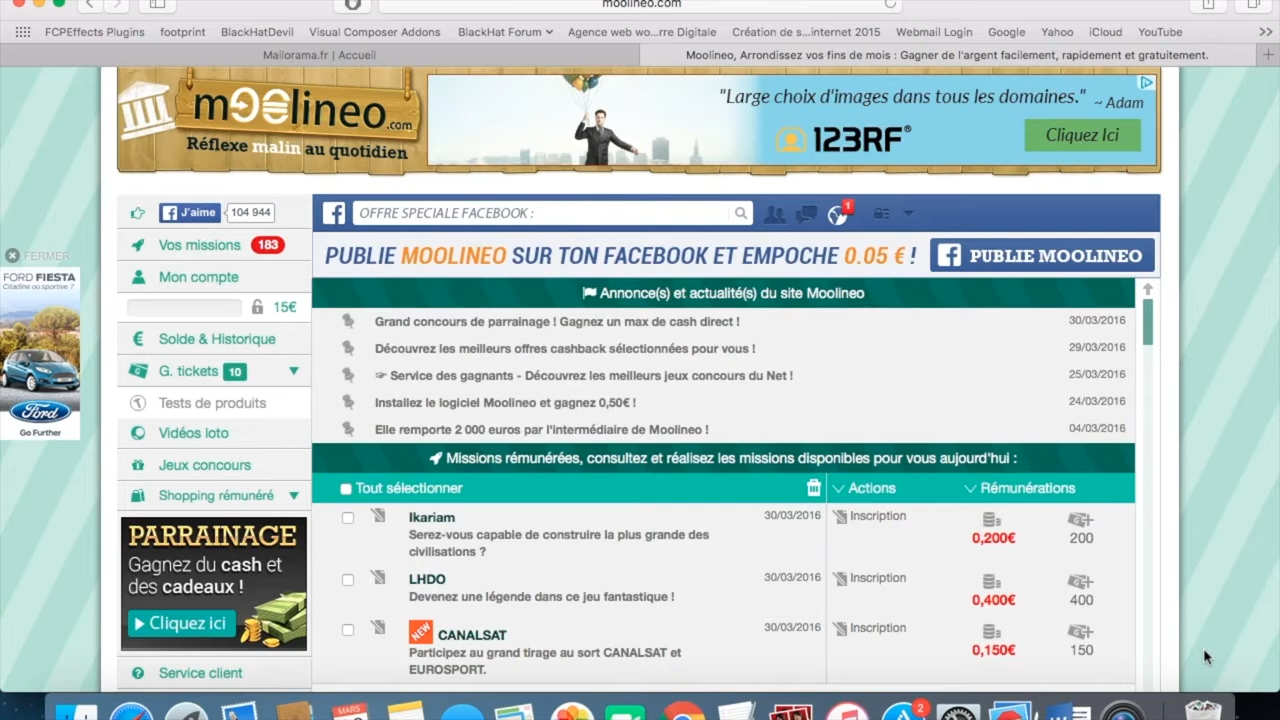 moolineo.com
FCPEffects Plugins footprint BlackHatDevil Visual Composer Addons BlackHat Forum Agence web wo...rre Digitale Création de s...internet 2015 Webmail Login Google Yahoo iCloud YouTube
Mailorama.fr | Accueil
Moolineo, Arrondissez vos fins de mois : Gagner de l'argent facilement, rapidement et gratuitement.
moolineo.com
Réflexe malin au quotidien
"Large choix d'images dans tous les domaines." ~ Adam
123RF®
Cliquez Ici
J'aime 104 944
OFFRE SPECIALE FACEBOOK :
1
Vos missions 183
PUBLIE MOOLINEO SUR TON FACEBOOK ET EMPOCHE 0.05 € !
PUBLIE MOOLINEO
FERMER
FORD FIESTA
Citadine ou sportive ?
Ford
Go Further
Mon compte
15€
Solde & Historique
G. tickets 10
Tests de produits
Vidéos loto
Jeux concours
Shopping rémunéré
PARRAINAGE
Gagnez du cash et
des cadeaux !
Cliquez ici
Service client
Annonce(s) et actualité(s) du site Moolineo
Grand concours de parrainage ! Gagnez un max de cash direct ! 30/03/2016
Découvrez les meilleurs offres cashback sélectionnées pour vous ! 29/03/2016
☞ Service des gagnants - Découvrez les meilleurs jeux concours du Net ! 25/03/2016
Installez le logiciel Moolineo et gagnez 0,50€ ! 24/03/2016
Elle remporte 2 000 euros par l'intermédiaire de Moolineo ! 04/03/2016
Missions rémunérées, consultez et réalisez les missions disponibles pour vous aujourd'hui :
Tout sélectionner Actions Rémunérations
Ikariam 30/03/2016 Inscription
Serez-vous capable de construire la plus grande des
civilisations ?
0,200€ 200
LHDO 30/03/2016 Inscription
Devenez une légende dans ce jeu fantastique !
0,400€ 400
NEW CANALSAT 30/03/2016 Inscription
Participez au grand tirage au sort CANALSAT et
EUROSPORT.
0,150€ 150
MARS
2